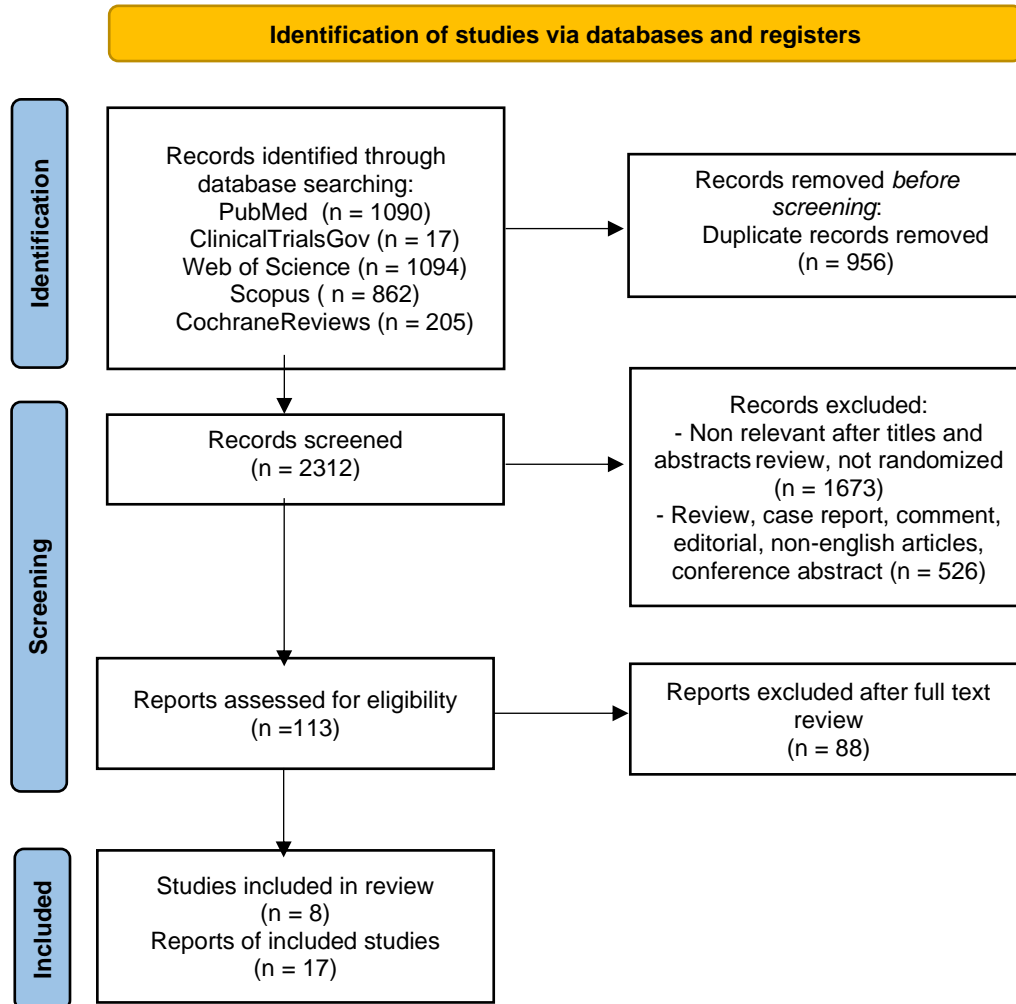 Identification of studies via databases and registers
Identification
Records identified through
database searching:
PubMed (n = 1090)
ClinicalTrialsGov (n = 17)
Web of Science (n = 1094)
Scopus ( n = 862)
CochraneReviews (n = 205)
Records removed before
screening:
Duplicate records removed
(n = 956)
Screening
Records screened
(n = 2312)
Records excluded:
- Non relevant after titles and
abstracts review, not randomized
(n = 1673)
- Review, case report, comment,
editorial, non-english articles,
conference abstract (n = 526)
Reports assessed for eligibility
(n =113)
Reports excluded after full text
review
(n = 88)
Included
Studies included in review
(n = 8)
Reports of included studies
(n = 17)